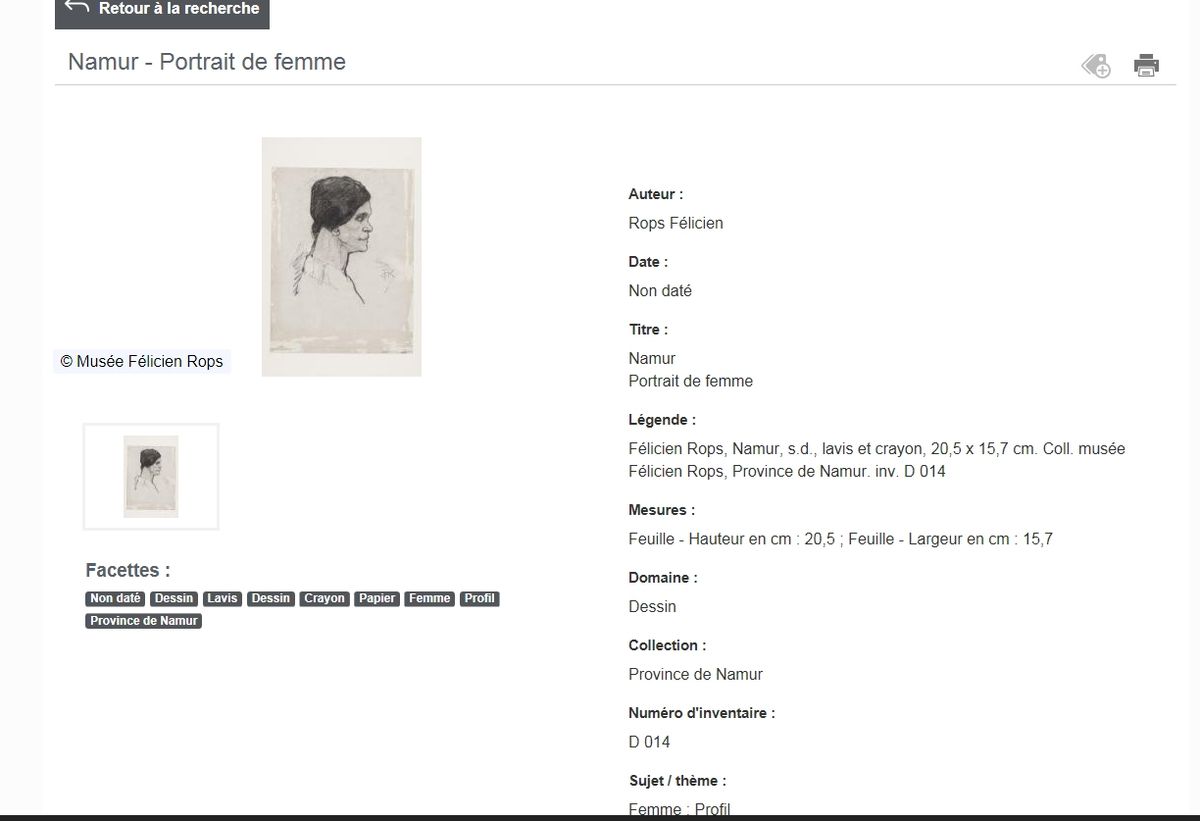 Retour à la recherche
Namur - Portrait de femme
© Musée Félicien Rops
Facettes :
Non daté Dessin Lavis Dessin Crayon Papier Femme Profil
Province de Namur
Auteur :
Rops Félicien
Date :
Non daté
Titre :
Namur
Portrait de femme
Légende :
Félicien Rops, Namur, s.d., lavis et crayon, 20,5 x 15,7 cm. Coll. musée
Félicien Rops, Province de Namur. inv. D 014
Mesures :
Feuille - Hauteur en cm : 20,5 ; Feuille - Largeur en cm : 15,7
Domaine :
Dessin
Collection :
Province de Namur
Numéro d'inventaire :
D 014
Sujet / thème :
Femme : Profil